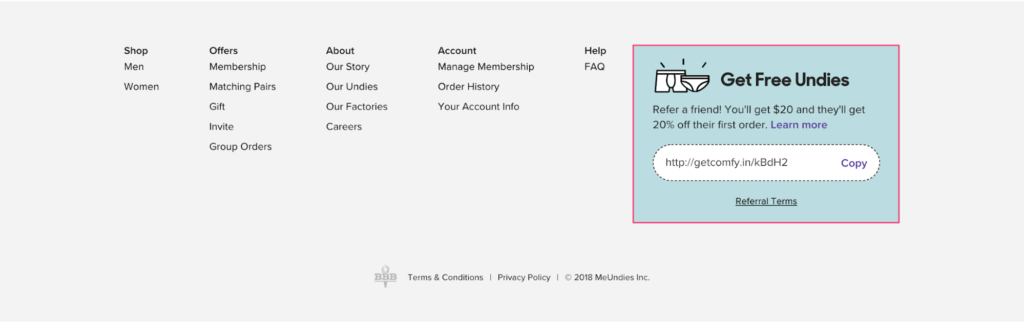 Shop
Men
Women
Offers
Membership
Matching Pairs
Gift
Invite
Group Orders
About
Our Story
Our Undies
Our Factories
Careers
Account
Manage Membership
Order History
Your Account Info
Help
FAQ
Get Free Undies
Refer a friend! You'll get $20 and they'll get
20% off their first order. Learn more
http://getcomfy.in/kBdH2 Copy
Referral Terms
BBB Terms & Conditions | Privacy Policy | © 2018 MeUndies Inc.